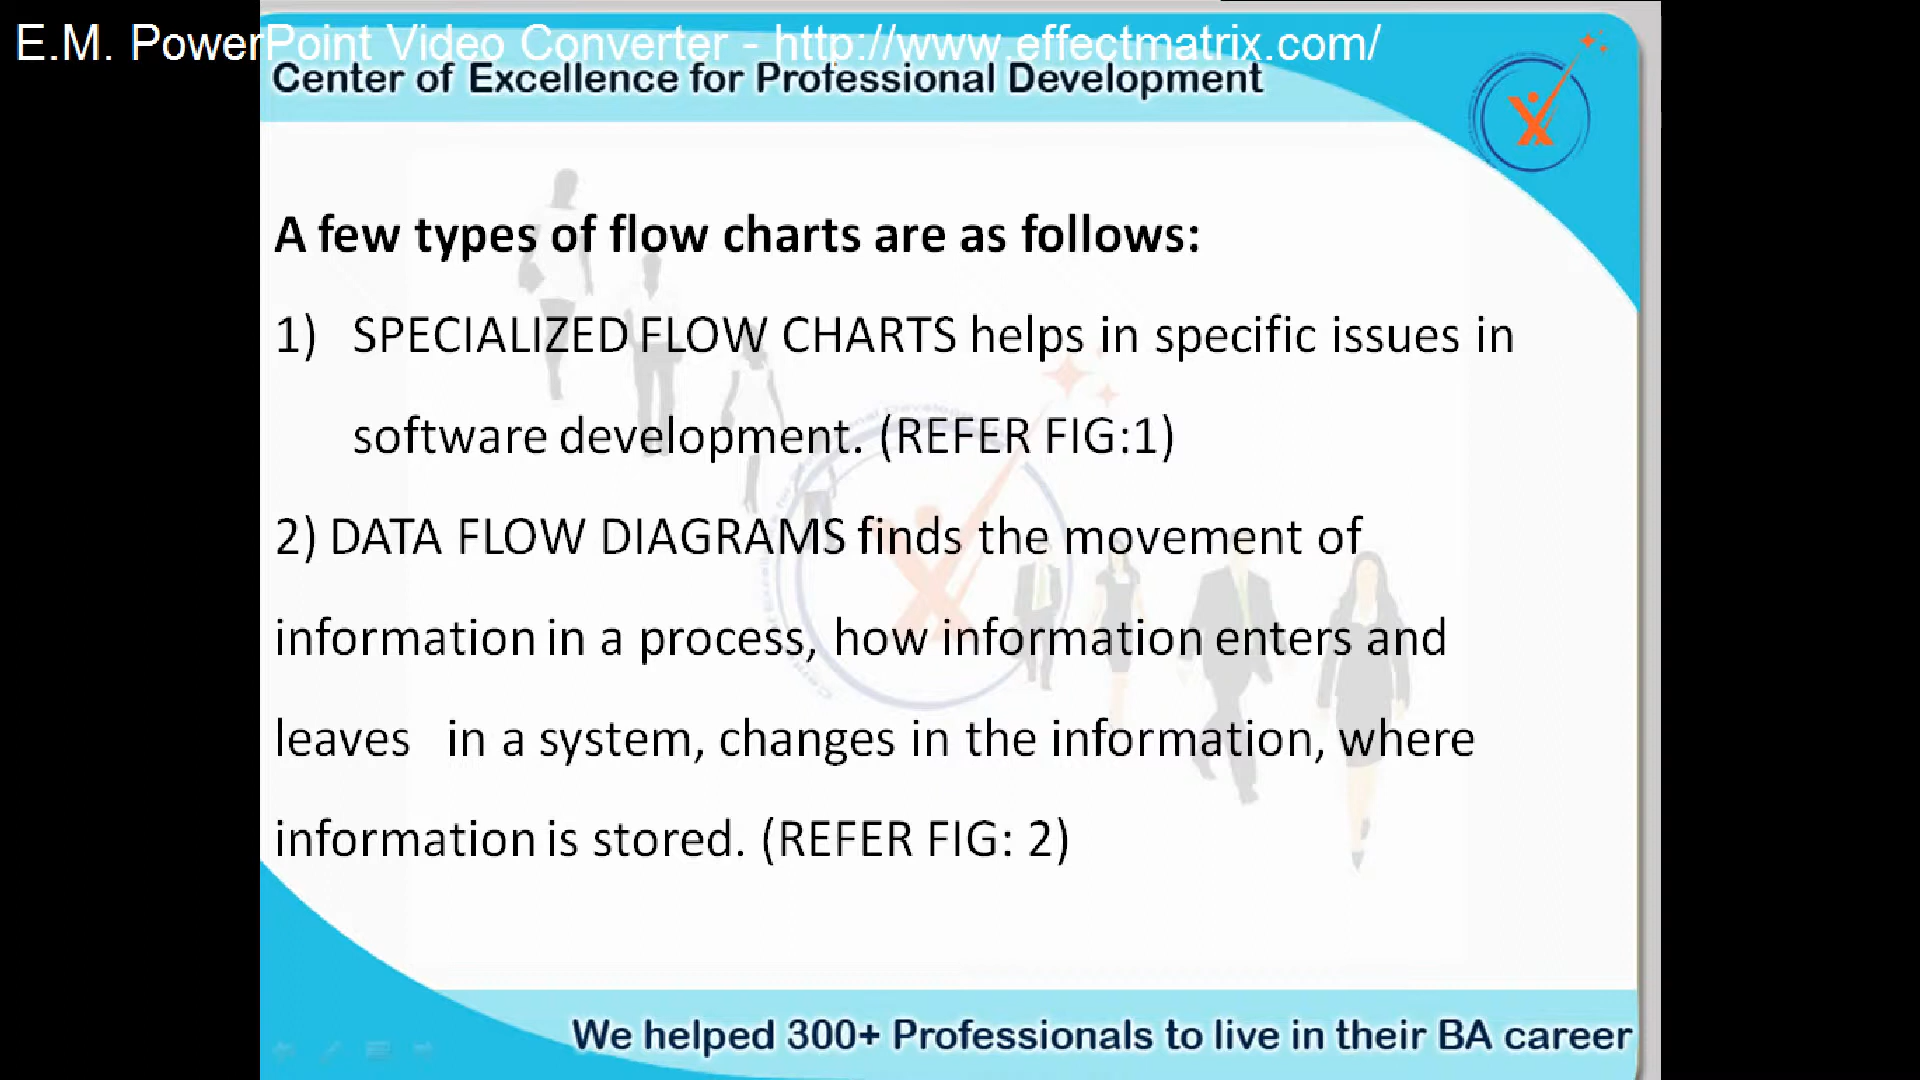 E.M. PowerPoint Video Converter - http://www.effectmatrix.com/
Center of Excellence for Professional Development
A few types of flow charts are as follows:
1) SPECIALIZED FLOW CHARTS helps in specific issues in
software development. (REFER FIG:1)
2) DATA FLOW DIAGRAMS finds the movement of
information in a process, how information enters and
leaves in a system, changes in the information, where
information is stored. (REFER FIG: 2)
We helped 300+ Professionals to live in their BA career